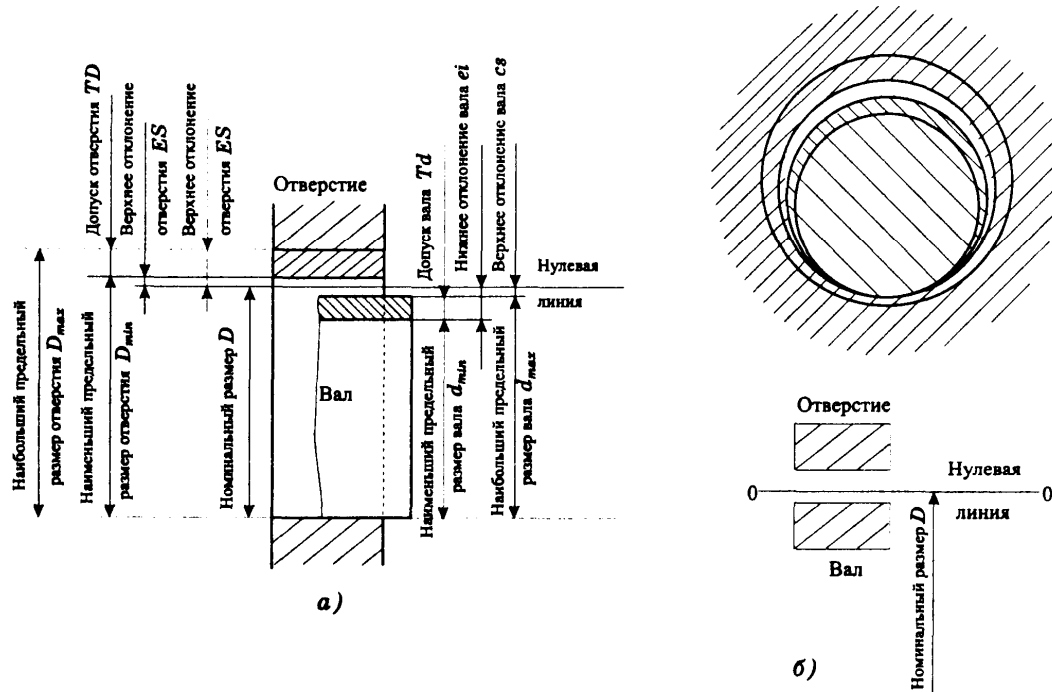 Допуск отверстия TD
Верхнее отклонение
отверстия ES
Верхнее отклонение
отверстия ES
Отверстие
Допуск вала Td
Нижнее отклонение вала ei
Верхнее отклонение вала es
Нулевая
линия
Наибольший предельный
размер отверстия Dmax
Наименьший предельный
размер отверстия Dmin
Номинальный размер D
Вал
Наименьший предельный
размер вала dmin
Наибольший предельный
размер вала dmax
а)
Отверстие
0
Нулевая
0
линия
Вал
Номинальный размер D
б)